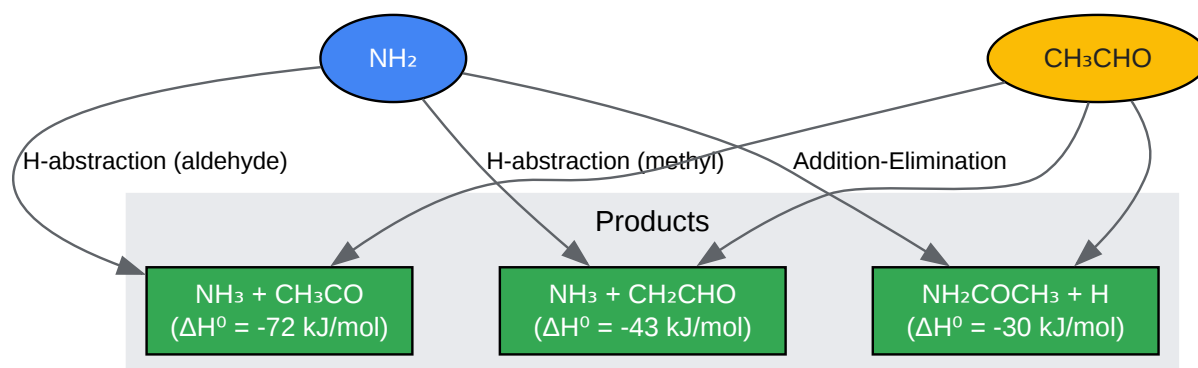 NH₂
CH₃CHO
H-abstraction (aldehyde)
H-abstraction (methyl)
Addition-Elimination
Products
NH₃ + CH₃CO
(ΔH⁰ = -72 kJ/mol)
NH₃ + CH₂CHO
(ΔH⁰ = -43 kJ/mol)
NH₂COCH₃ + H
(ΔH⁰ = -30 kJ/mol)